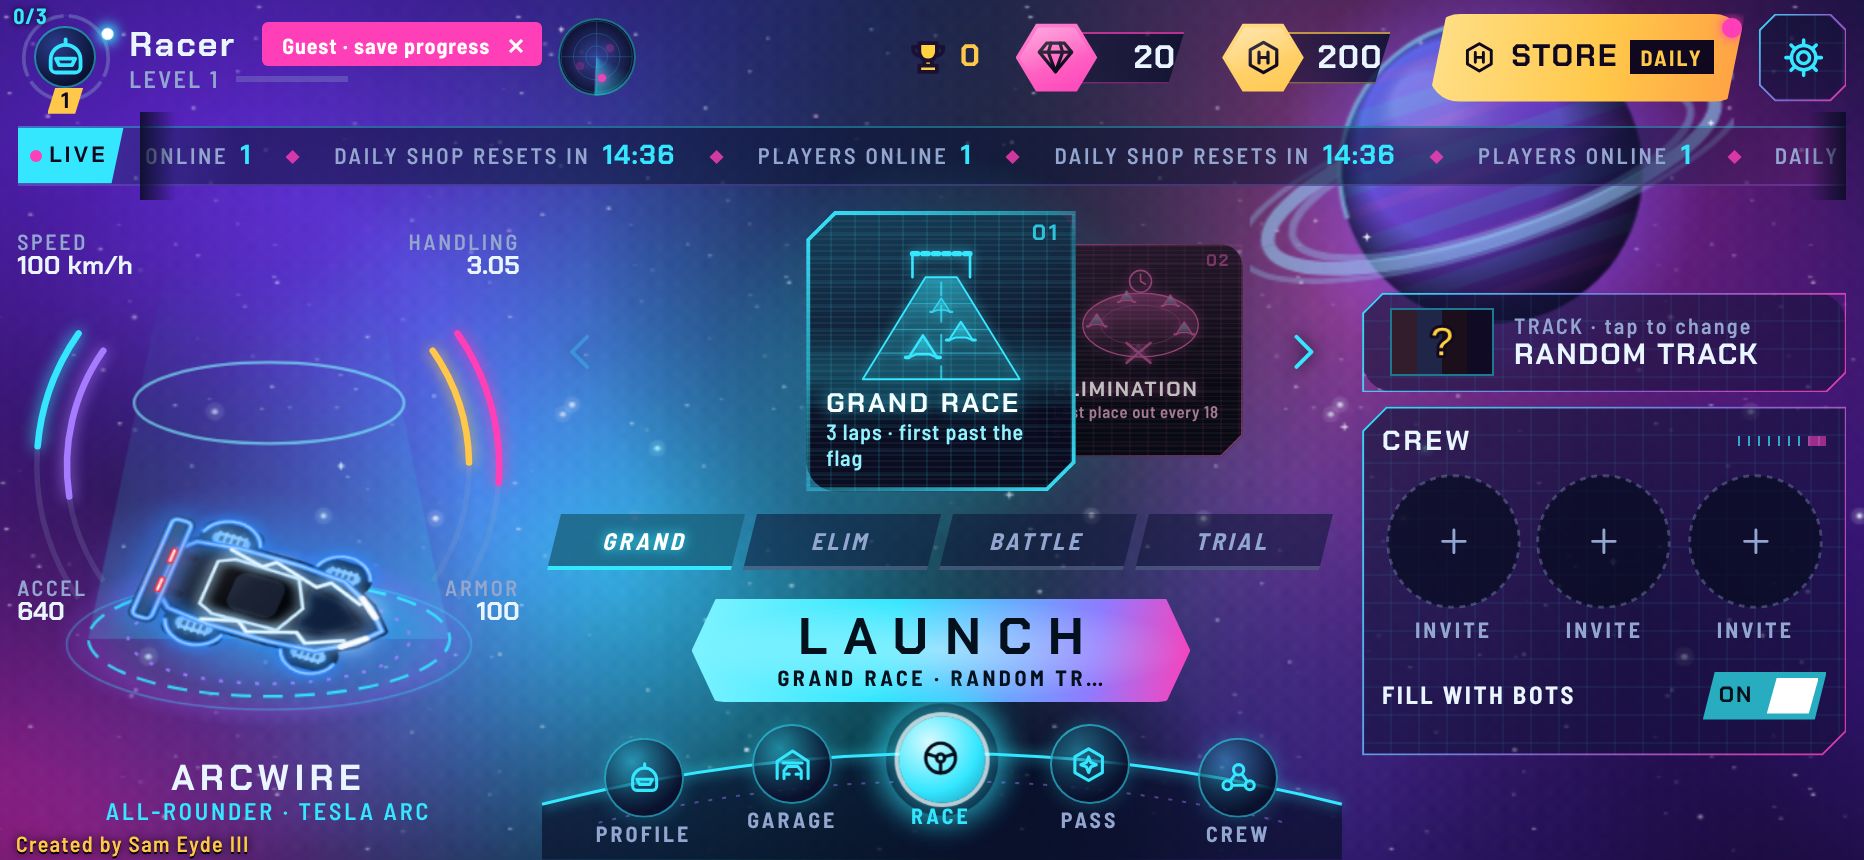 0/3
Racer
LEVEL 1
1
Guest · save progress ✕
0
20
200
STORE DAILY
LIVE
ONLINE 1 ◆ DAILY SHOP RESETS IN 14:36 ◆ PLAYERS ONLINE 1 ◆ DAILY SHOP RESETS IN 14:36 ◆ PLAYERS ONLINE 1 ◆ DAILY
SPEED
100 km/h
HANDLING
3.05
ACCEL
640
ARMOR
100
ARCWIRE
ALL-ROUNDER · TESLA ARC
Created by Sam Eyde III
01
GRAND RACE
3 laps · first past the
flag
02
LIMINATION
st place out every 18
GRAND
ELIM
BATTLE
TRIAL
LAUNCH
GRAND RACE · RANDOM TR...
PROFILE
GARAGE
RACE
PASS
CREW
?
TRACK · tap to change
RANDOM TRACK
CREW
+ + +
INVITE INVITE INVITE
FILL WITH BOTS
ON